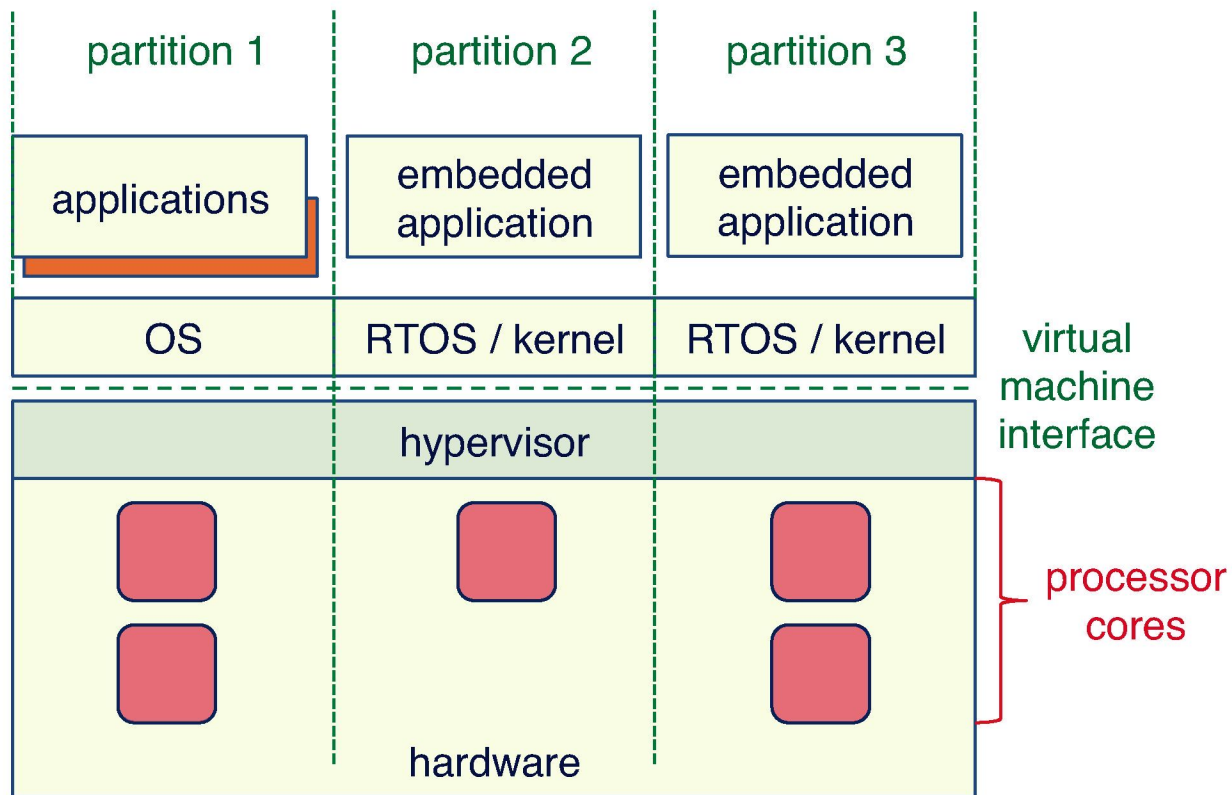 partition 1
partition 2
partition 3
applications
embedded
application
embedded
application
OS
RTOS / kernel
RTOS / kernel
virtual
machine
interface
hypervisor
processor
cores
hardware